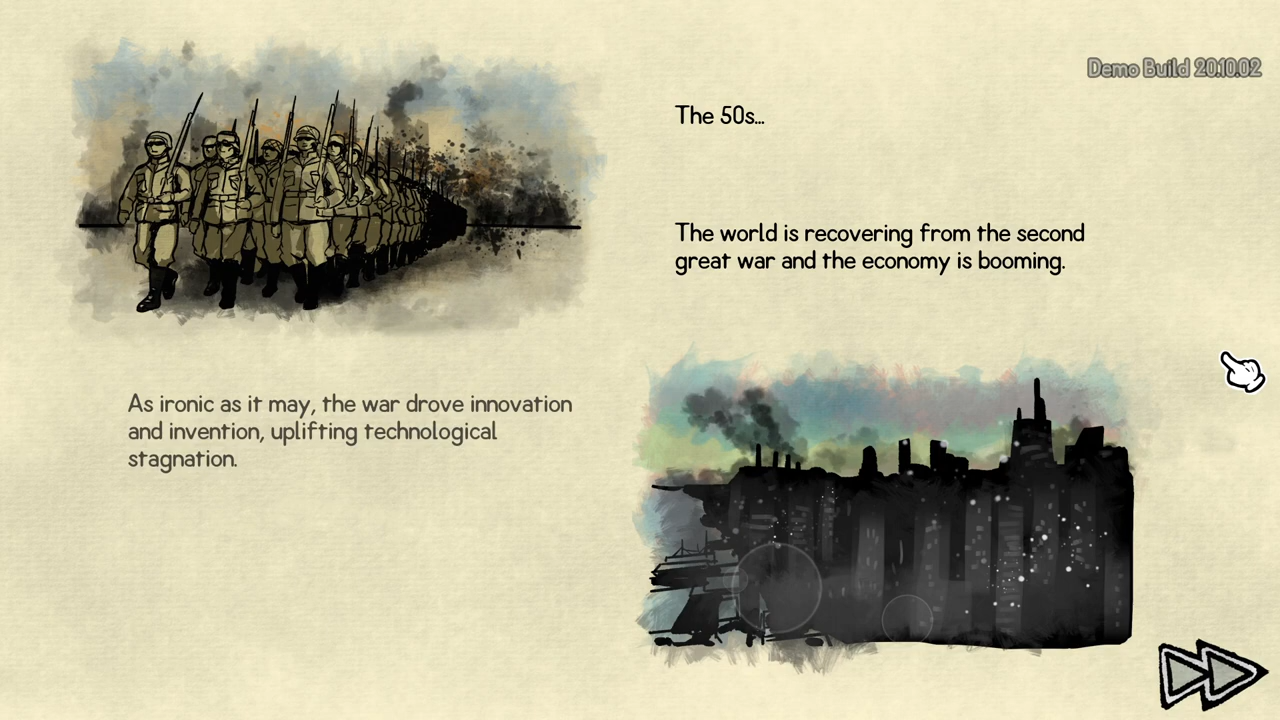 Demo Build 20.10.02
The 50s...
The world is recovering from the second
great war and the economy is booming.
As ironic as it may, the war drove innovation
and invention, uplifting technological
stagnation.